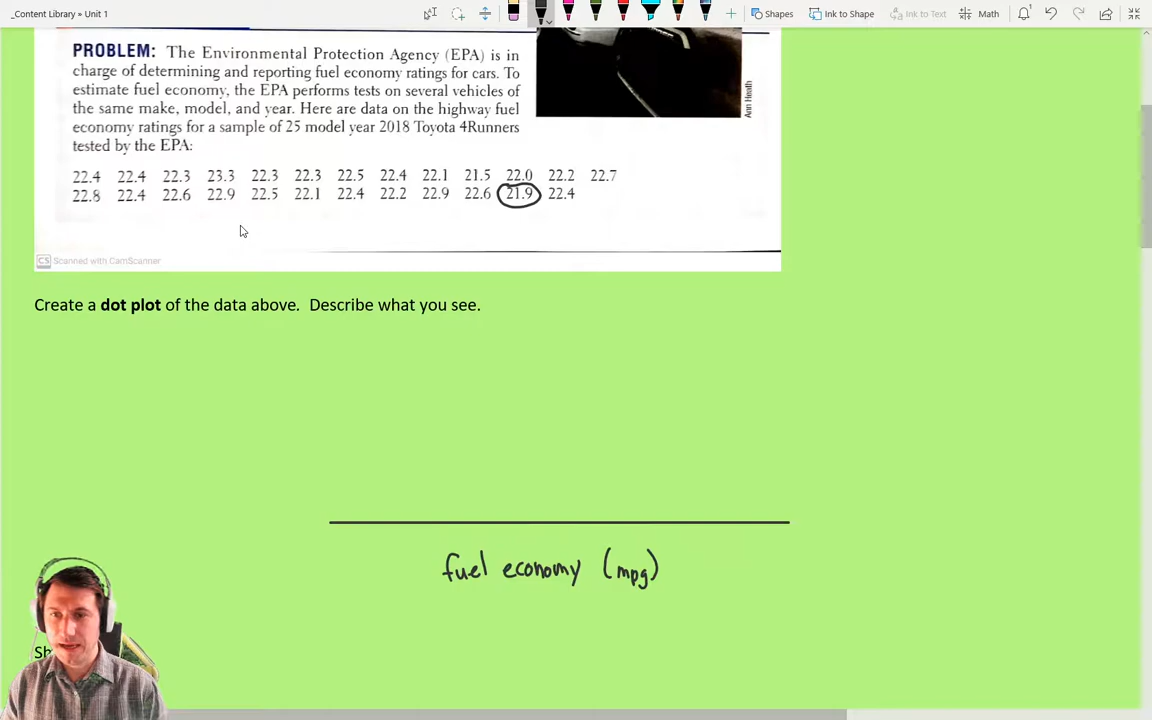 _Content Library » Unit 1
Shapes Ink to Shape Ink to Text Math
PROBLEM: The Environmental Protection Agency (EPA) is in
charge of determining and reporting fuel economy ratings for cars. To
estimate fuel economy, the EPA performs tests on several vehicles of
the same make, model, and year. Here are data on the highway fuel
economy ratings for a sample of 25 model year 2018 Toyota 4Runners
tested by the EPA:
Ann Heath
22.4 22.4 22.3 23.3 22.3 22.3 22.5 22.4 22.1 21.5 22.0 22.2 22.7
22.8 22.4 22.6 22.9 22.5 22.1 22.4 22.2 22.9 22.6 21.9 22.4
CS Scanned with CamScanner
Create a dot plot of the data above. Describe what you see.
fuel economy (mpg)